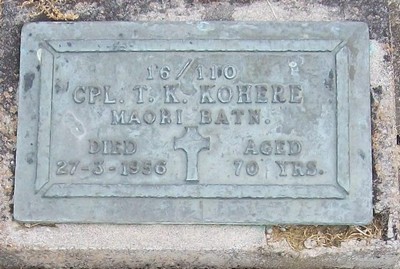 16/110
CPL. T. K. KOHERE
MAORI BATN.
DIED AGED
27-3-1956 70 YRS.